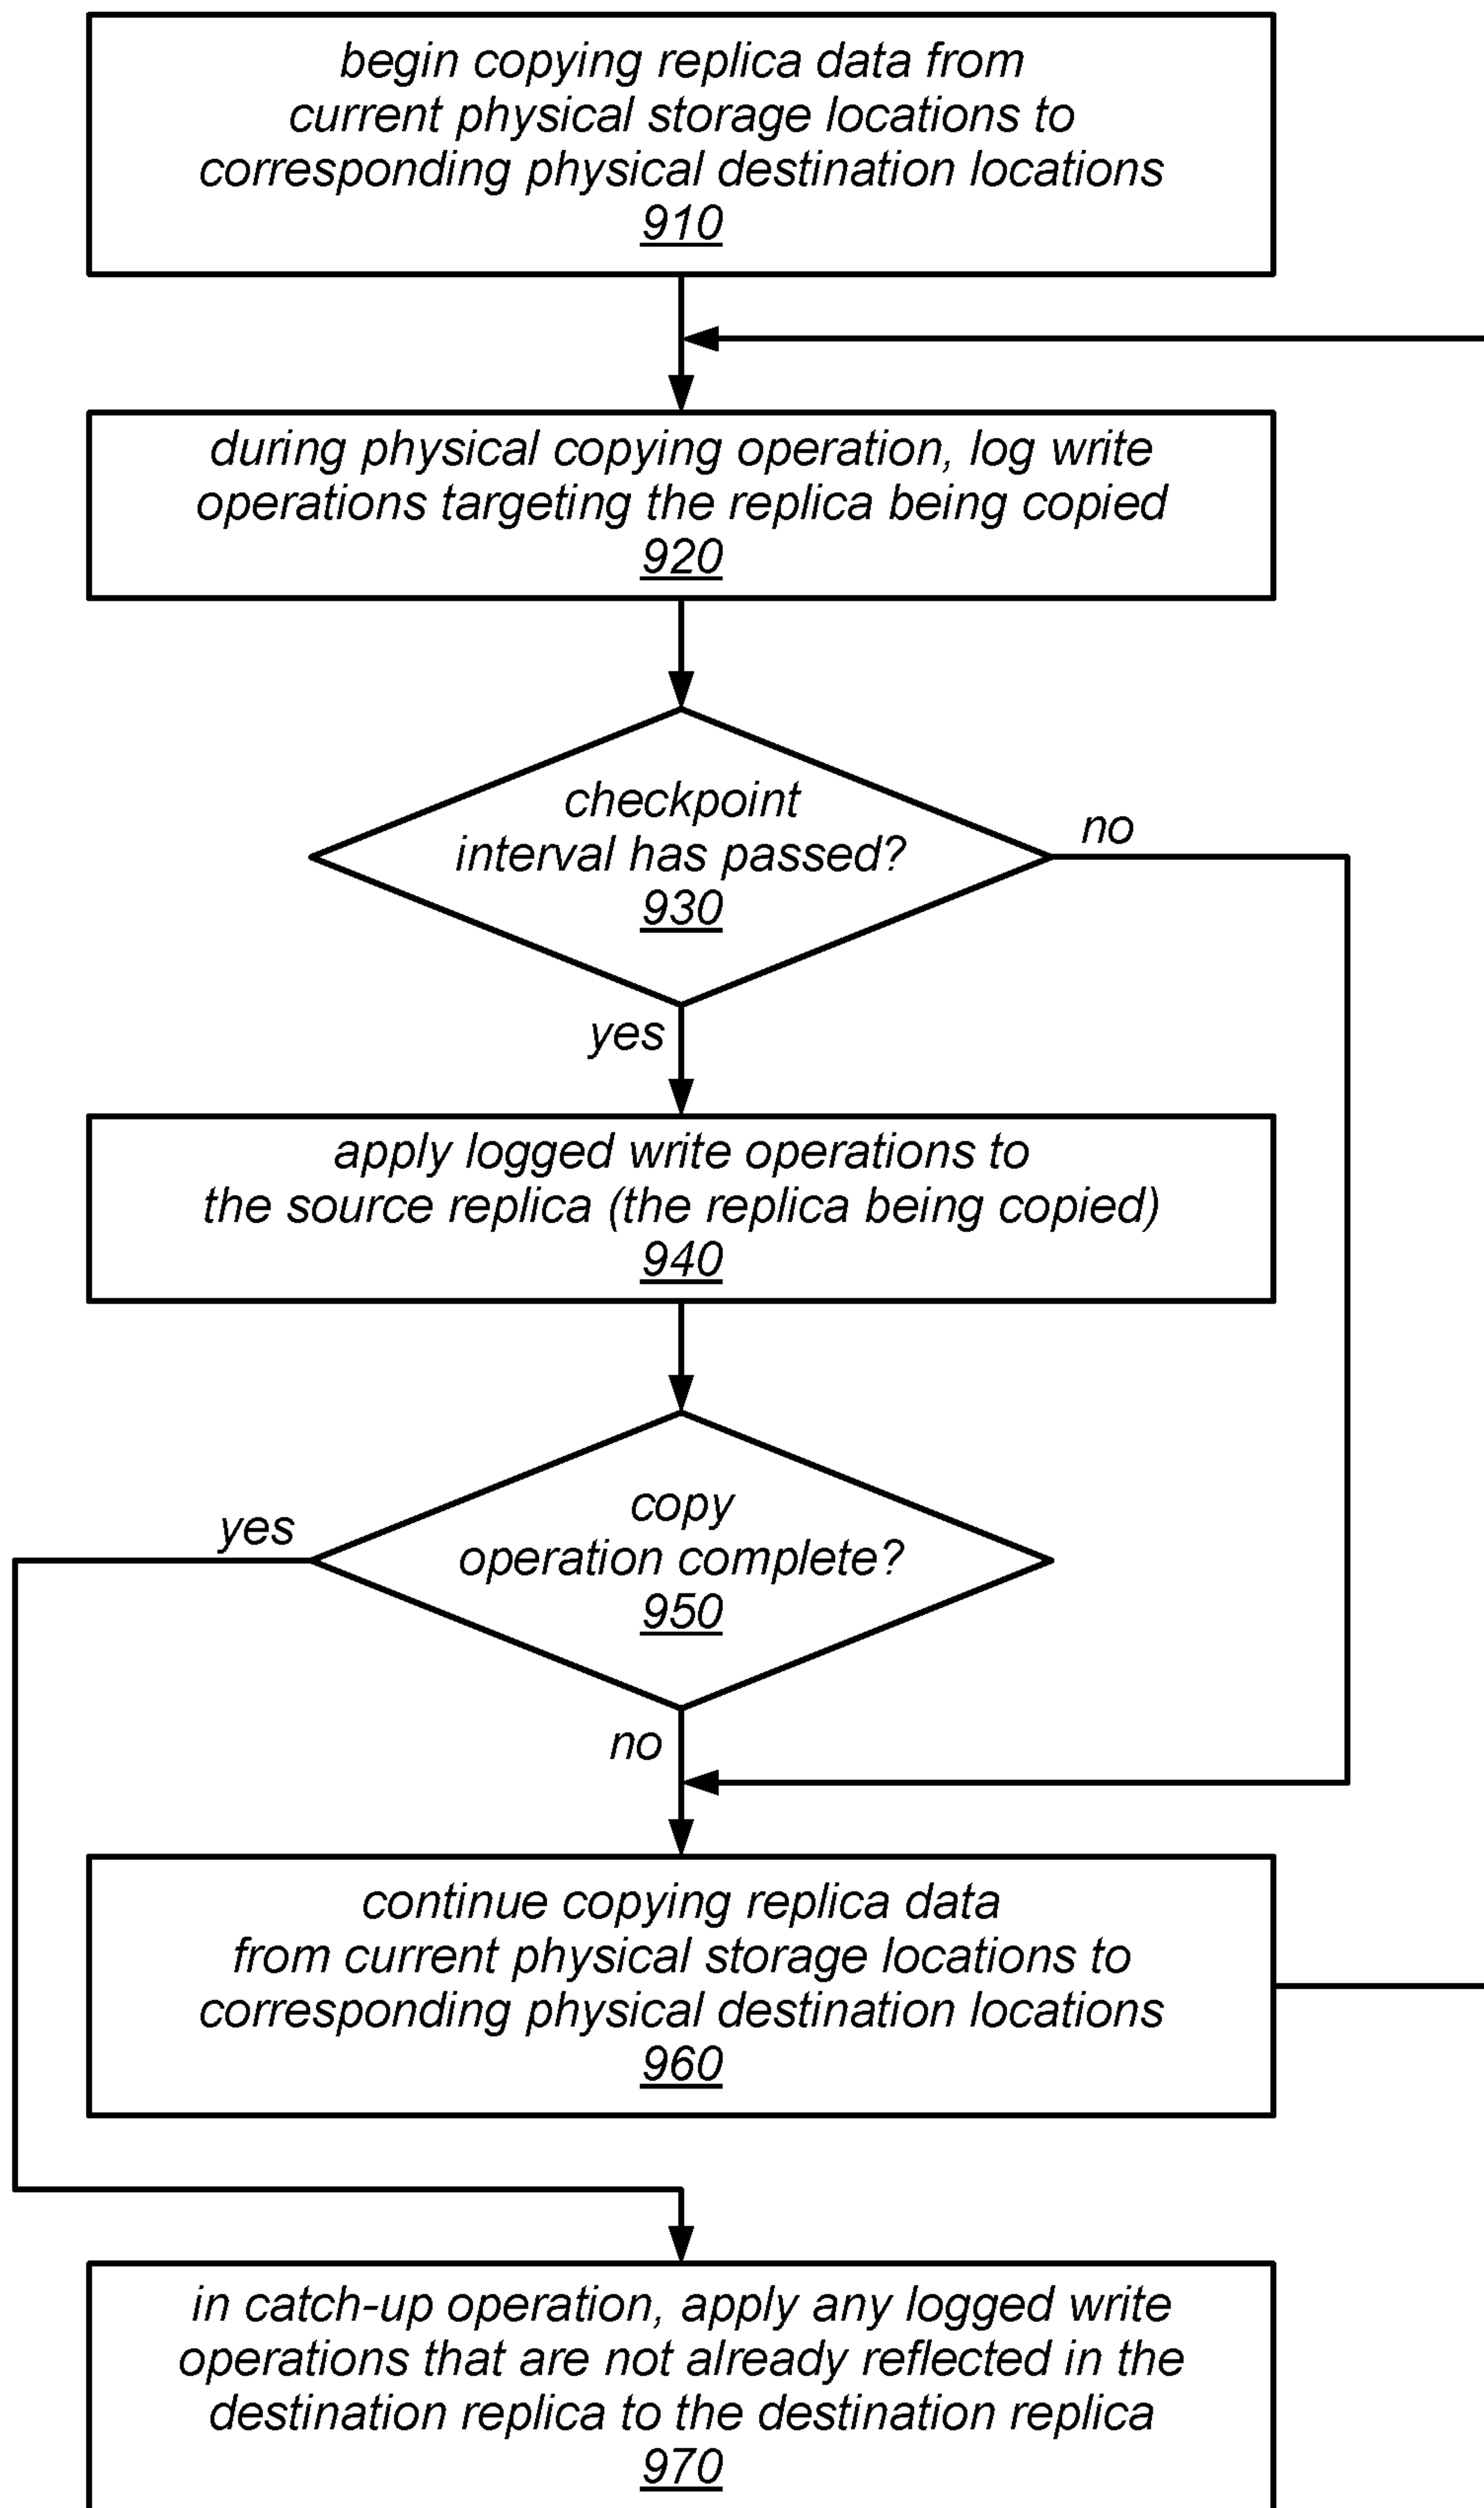 begin copying replica data from
current physical storage locations to
corresponding physical destination locations
910
during physical copying operation, log write
operations targeting the replica being copied
920
checkpoint
interval has passed?
930
no
yes
apply logged write operations to
the source replica (the replica being copied)
940
copy
operation complete?
950
yes
no
continue copying replica data
from current physical storage locations to
corresponding physical destination locations
960
in catch-up operation, apply any logged write
operations that are not already reflected in the
destination replica to the destination replica
970